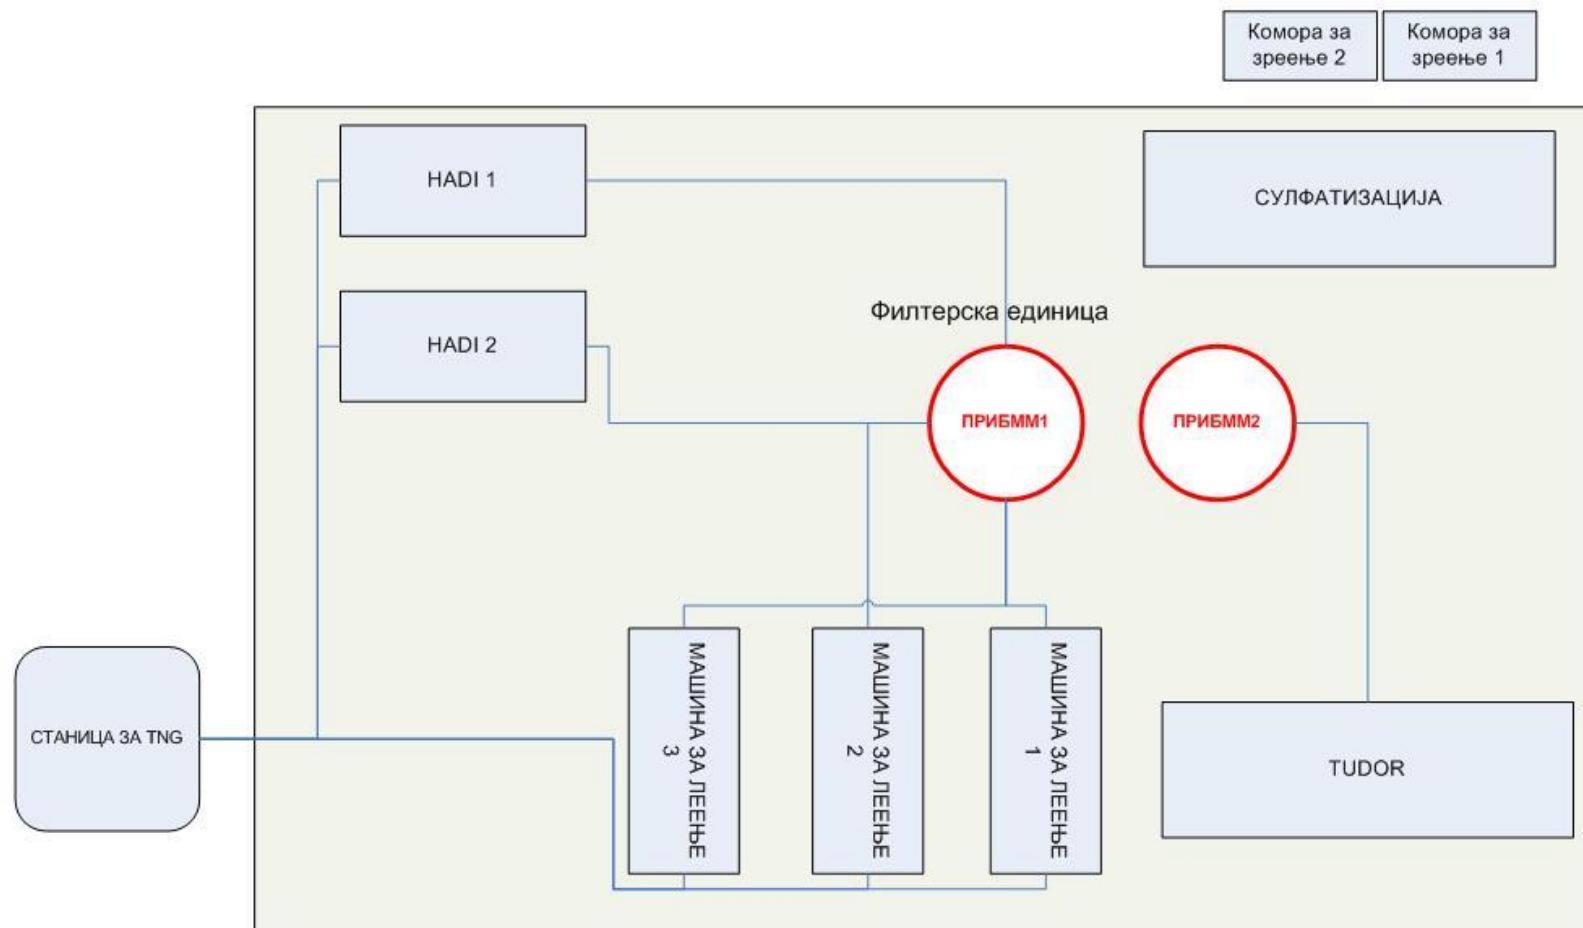 Комора за
зреење 2
Комора за
зреење 1
HADI 1
СУЛФАТИЗАЦИЈА
Филтерска единица
HADI 2
ПРИБММ1
ПРИБММ2
СТАНИЦА ЗА TNG
МАШИНА ЗА ЛЕЕЊЕ
3
МАШИНА ЗА ЛЕЕЊЕ
2
МАШИНА ЗА ЛЕЕЊЕ
1
TUDOR